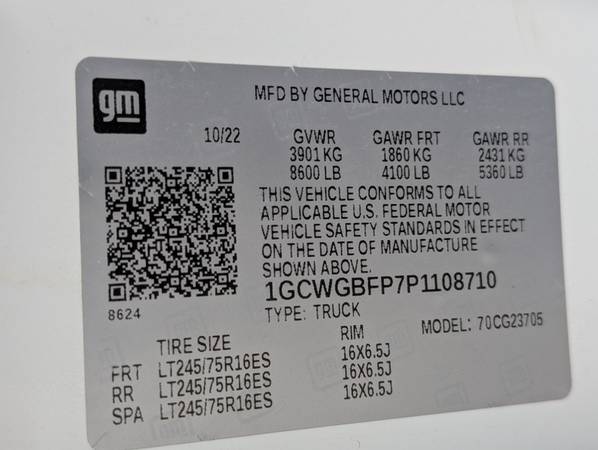 gm
MFD BY GENERAL MOTORS LLC
10/22 GVWR GAWR FRT GAWR RR
3901 KG 1860 KG 2431 KG
8600 LB 4100 LB 5360 LB
THIS VEHICLE CONFORMS TO ALL
APPLICABLE U.S. FEDERAL MOTOR
VEHICLE SAFETY STANDARDS IN EFFECT
ON THE DATE OF MANUFACTURE
SHOWN ABOVE.
1GCWGBFP7P1108710
8624
TYPE: TRUCK MODEL: 70CG23705
TIRE SIZE RIM
FRT LT245/75R16ES 16X6.5J
RR LT245/75R16ES 16X6.5J
SPA LT245/75R16ES 16X6.5J